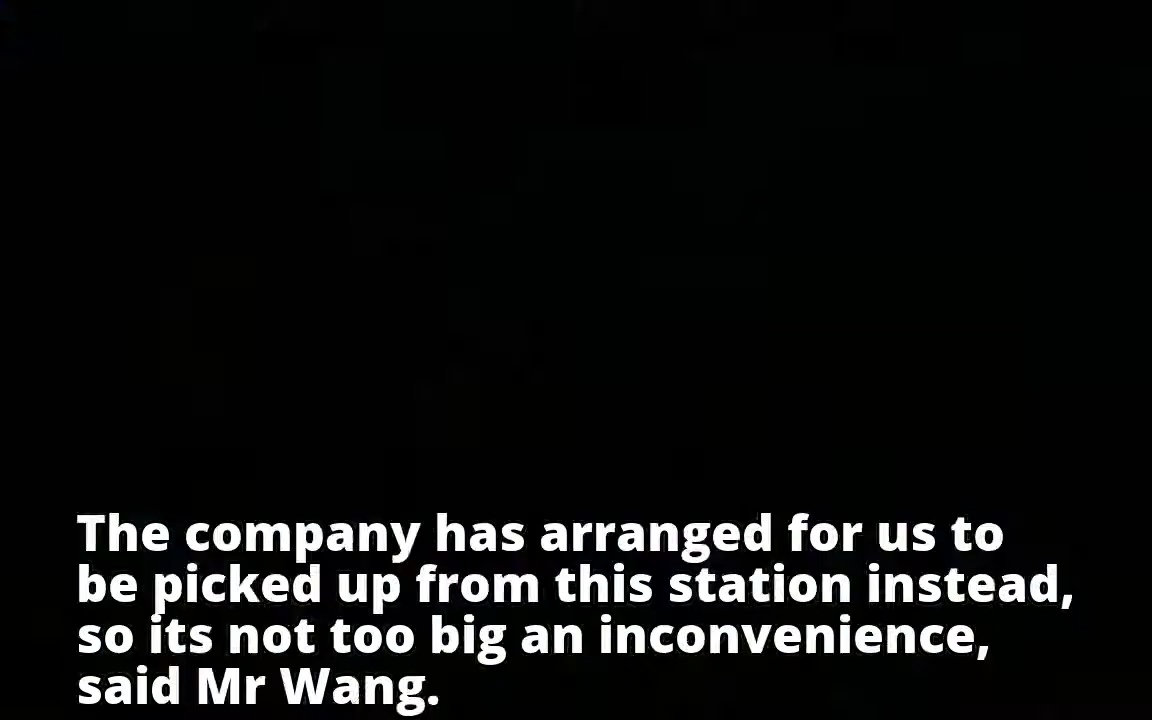 The company has arranged for us to
be picked up from this station instead,
so its not too big an inconvenience,
said Mr Wang.